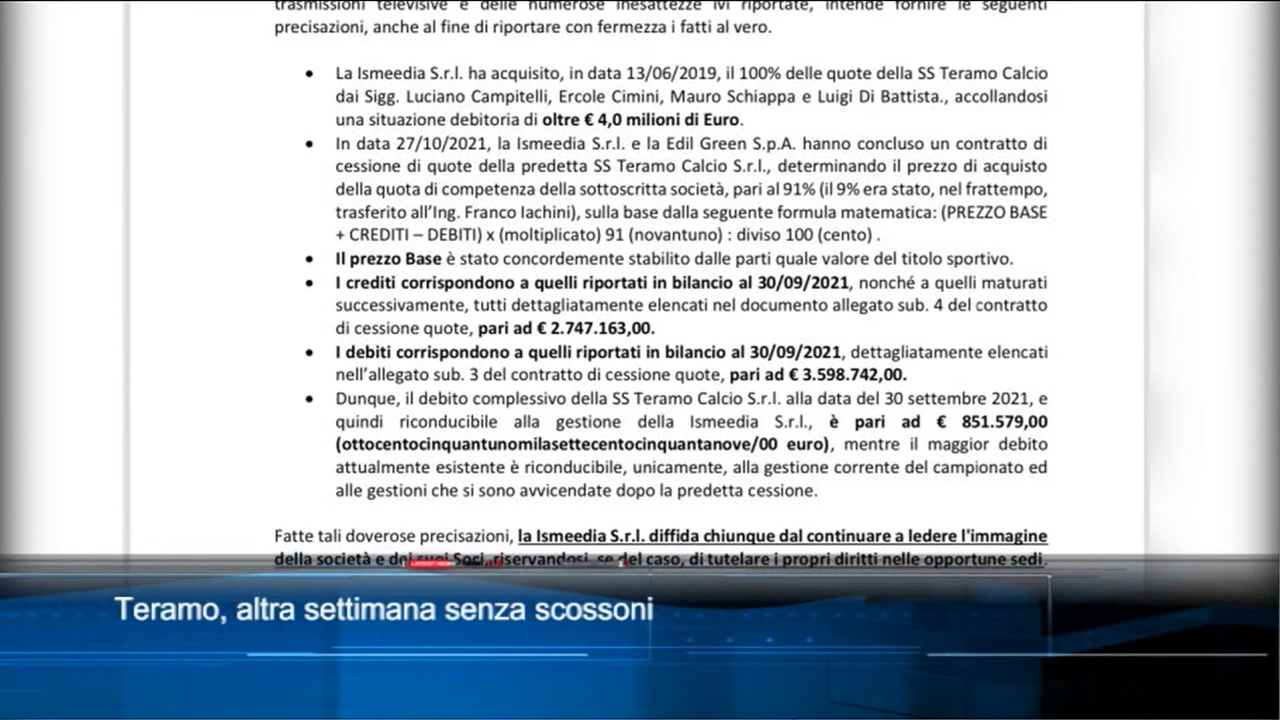 trasmissioni televisive e delle numerose inesattezze ivi riportate, intende fornire le seguenti
precisazioni, anche al fine di riportare con fermezza i fatti al vero.
• La Ismeedia S.r.l. ha acquisito, in data 13/06/2019, il 100% delle quote della SS Teramo Calcio
dai Sigg. Luciano Campitelli, Ercole Cimini, Mauro Schiappa e Luigi Di Battista., accollandosi
una situazione debitoria di oltre € 4,0 milioni di Euro.
• In data 27/10/2021, la Ismeedia S.r.l. e la Edil Green S.p.A. hanno concluso un contratto di
cessione di quote della predetta SS Teramo Calcio S.r.l., determinando il prezzo di acquisto
della quota di competenza della sottoscritta società, pari al 91% (il 9% era stato, nel frattempo,
trasferito all'Ing. Franco Iachini), sulla base dalla seguente formula matematica: (PREZZO BASE
+ CREDITI – DEBITI) x (moltiplicato) 91 (novantuno) : diviso 100 (cento) .
• Il prezzo Base è stato concordemente stabilito dalle parti quale valore del titolo sportivo.
• I crediti corrispondono a quelli riportati in bilancio al 30/09/2021, nonché a quelli maturati
successivamente, tutti dettagliatamente elencati nel documento allegato sub. 4 del contratto
di cessione quote, pari ad € 2.747.163,00.
• I debiti corrispondono a quelli riportati in bilancio al 30/09/2021, dettagliatamente elencati
nell'allegato sub. 3 del contratto di cessione quote, pari ad € 3.598.742,00.
• Dunque, il debito complessivo della SS Teramo Calcio S.r.l. alla data del 30 settembre 2021, e
quindi riconducibile alla gestione della Ismeedia S.r.l., è pari ad € 851.579,00
(ottocentocinquantunomilasettecentocinquantanove/00 euro), mentre il maggior debito
attualmente esistente è riconducibile, unicamente, alla gestione corrente del campionato ed
alle gestioni che si sono avvicendate dopo la predetta cessione.
Fatte tali doverose precisazioni, la Ismeedia S.r.l. diffida chiunque dal continuare a ledere l'immagine
della società e dei suoi Soci, riservandosi, se del caso, di tutelare i propri diritti nelle opportune sedi.
LATEST NEWS
Teramo, altra settimana senza scossoni